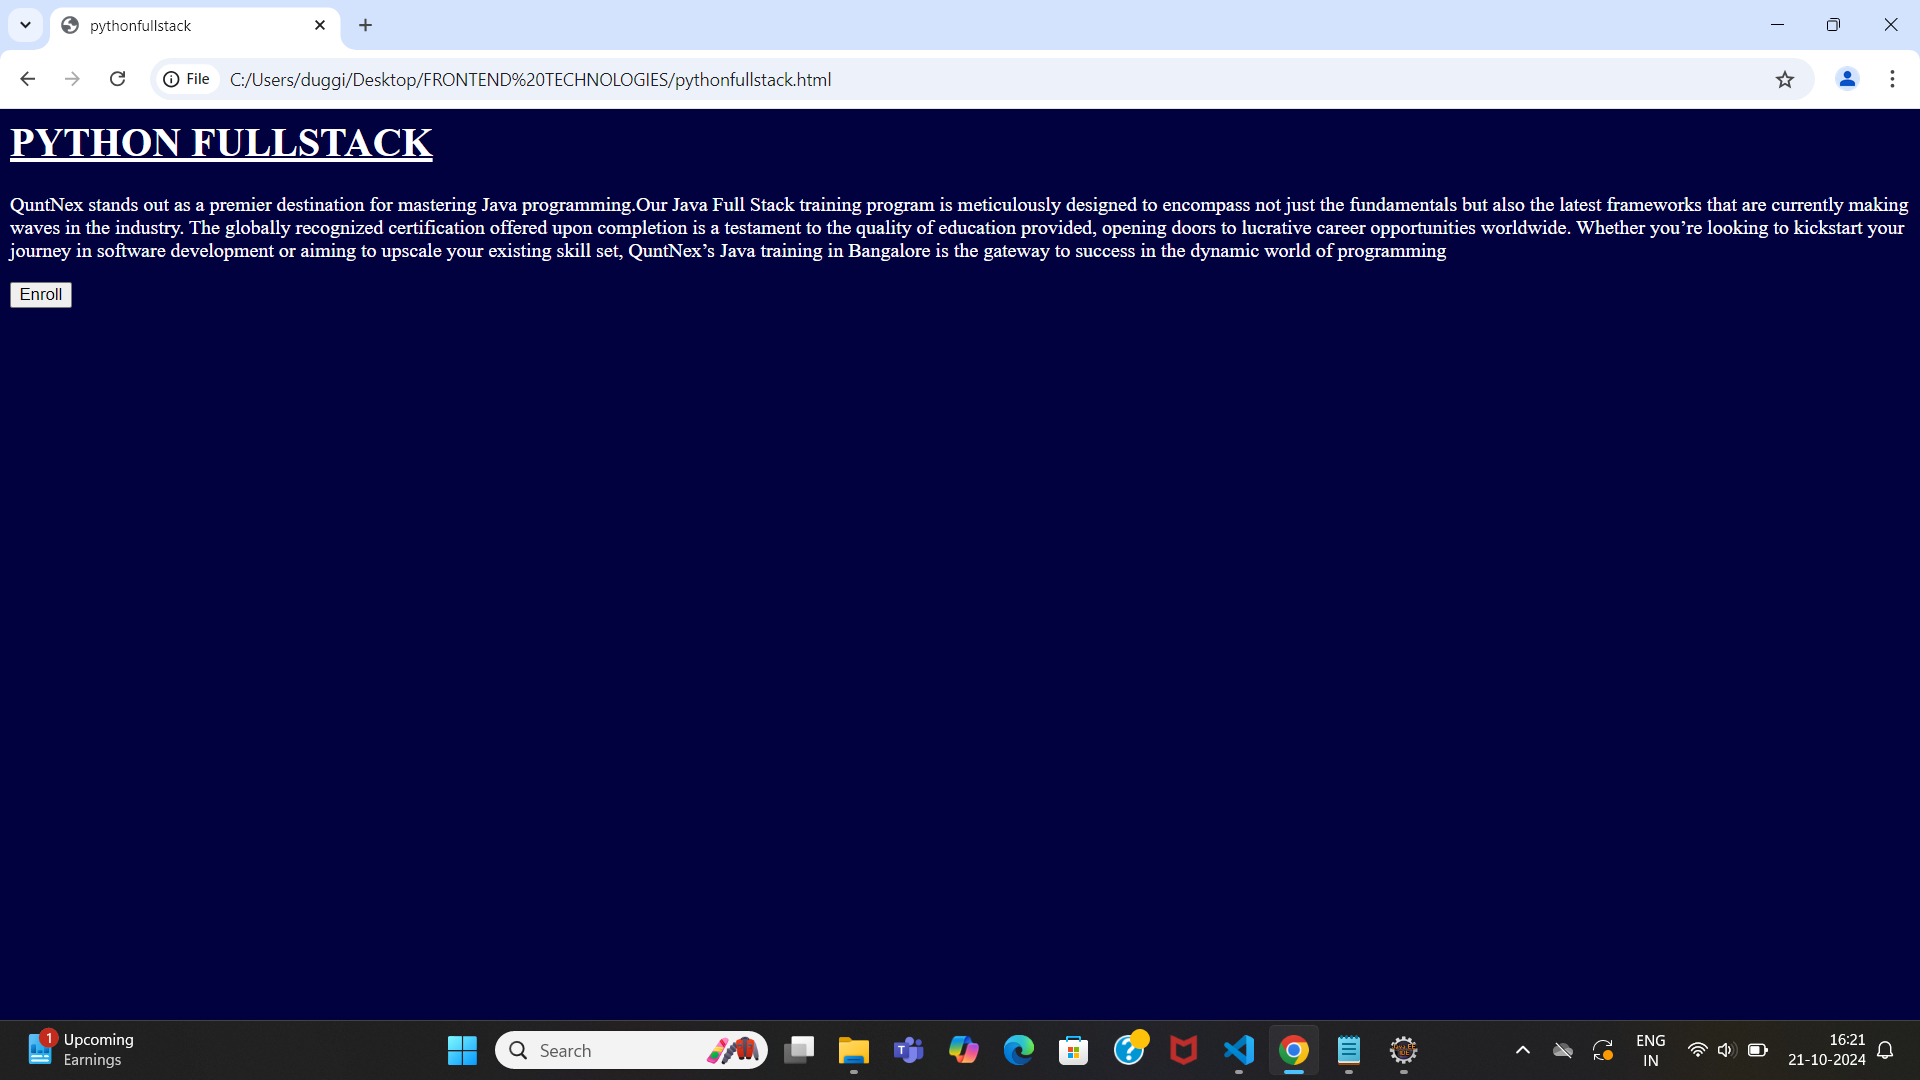 pythonfullstack
File
C:/Users/duggi/Desktop/FRONTEND%20TECHNOLOGIES/pythonfullstack.html
PYTHON FULLSTACK
QuntNex stands out as a premier destination for mastering Java programming.Our Java Full Stack training program is meticulously designed to encompass not just the fundamentals but also the latest frameworks that are currently making
waves in the industry. The globally recognized certification offered upon completion is a testament to the quality of education provided, opening doors to lucrative career opportunities worldwide. Whether you’re looking to kickstart your
journey in software development or aiming to upscale your existing skill set, QuntNex’s Java training in Bangalore is the gateway to success in the dynamic world of programming
Enroll
1
Upcoming
Earnings
Search
ENG
IN
16:21
21-10-2024